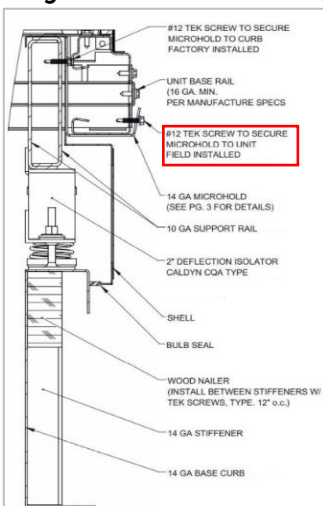 #12 TEK SCREW TO SECURE
MICROHOLD TO CURB
FACTORY INSTALLED
UNIT BASE RAIL
(16 GA. MIN.
PER MANUFACTURE SPECS
#12 TEK SCREW TO SECURE
MICROHOLD TO UNIT
FIELD INSTALLED
14 GA MICROHOLD
(SEE PG. 3 FOR DETAILS)
10 GA SUPPORT RAIL
2" DEFLECTION ISOLATOR
CALDYN CQA TYPE
SHELL
BULB SEAL
WOOD NAILER
(INSTALL BETWEEN STIFFENERS W/
TEK SCREWS, TYPE. 12" o.c.)
14 GA STIFFENER
14 GA BASE CURB